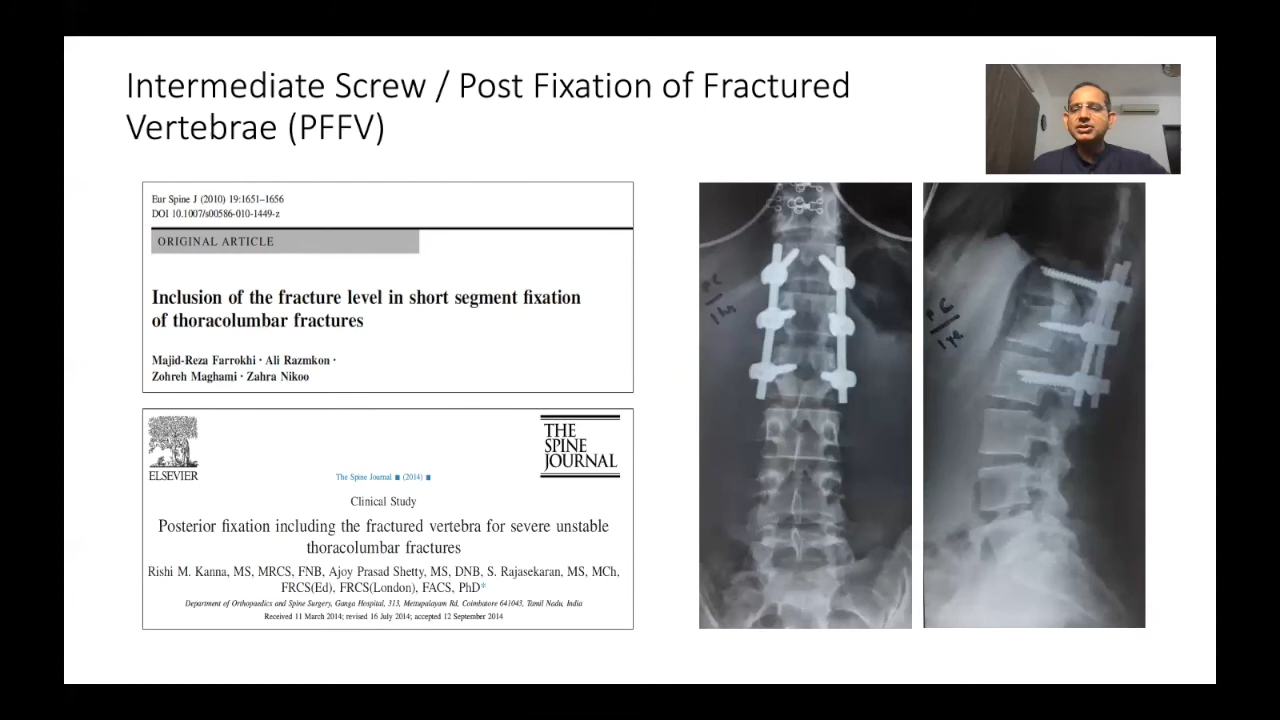 Intermediate Screw / Post Fixation of Fractured
Vertebrae (PFFV)
Eur Spine J (2010) 19:1651–1656
DOI 10.1007/s00586-010-1449-z
ORIGINAL ARTICLE
Inclusion of the fracture level in short segment fixation
of thoracolumbar fractures
Majid-Reza Farrokhi · Ali Razmkon ·
Zohreh Maghami · Zahra Nikoo
ELSEVIER
THE
SPINE
JOURNAL
The Spine Journal ■ (2014) ■
Clinical Study
Posterior fixation including the fractured vertebra for severe unstable
thoracolumbar fractures
Rishi M. Kanna, MS, MRCS, FNB, Ajoy Prasad Shetty, MS, DNB, S. Rajasekaran, MS, MCh,
FRCS(Ed), FRCS(London), FACS, PhD*
Department of Orthopaedics and Spine Surgery, Ganga Hospital, 313, Mettupalayam Rd, Coimbatore 641043, Tamil Nadu, India
Received 11 March 2014; revised 16 July 2014; accepted 12 September 2014